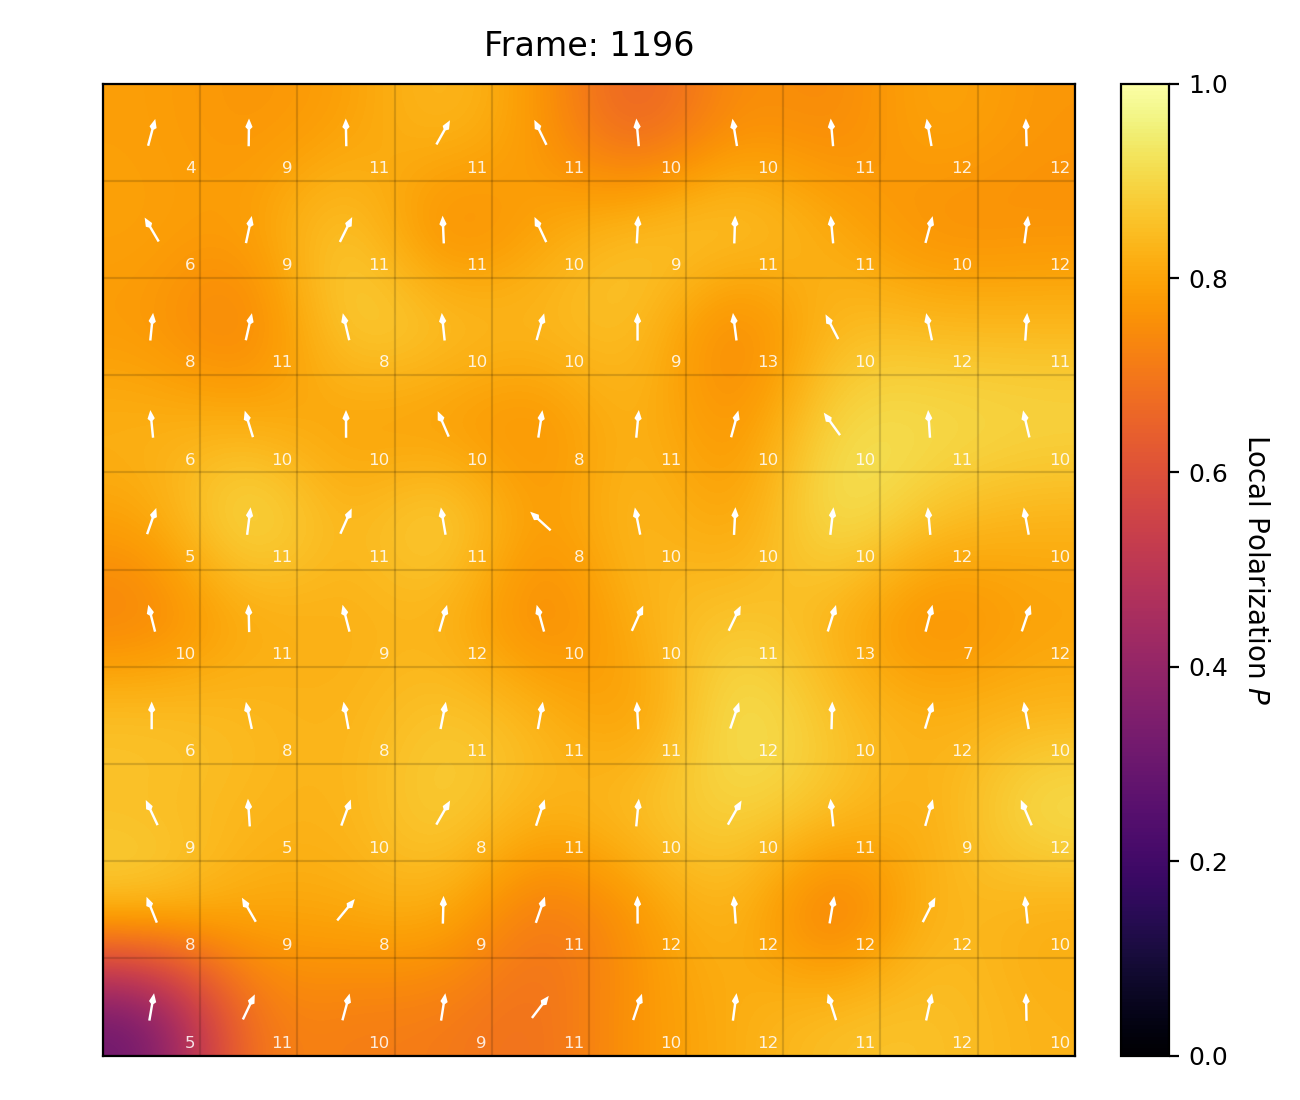 Frame: 1196
4 9 11 11 11 10 10 11 12 12
6 9 11 11 10 9 11 11 10 12
8 11 8 10 10 9 13 10 12 11
6 10 10 10 8 11 10 10 11 10
5 11 11 11 8 10 10 10 12 10
10 11 9 12 10 10 11 13 7 12
6 8 8 11 11 11 12 10 12 10
9 5 10 8 11 10 10 11 9 12
8 9 8 9 11 12 12 12 12 10
5 11 10 9 11 10 12 11 12 10
1.0
0.8
0.6
0.4
0.2
0.0
Local Polarization P